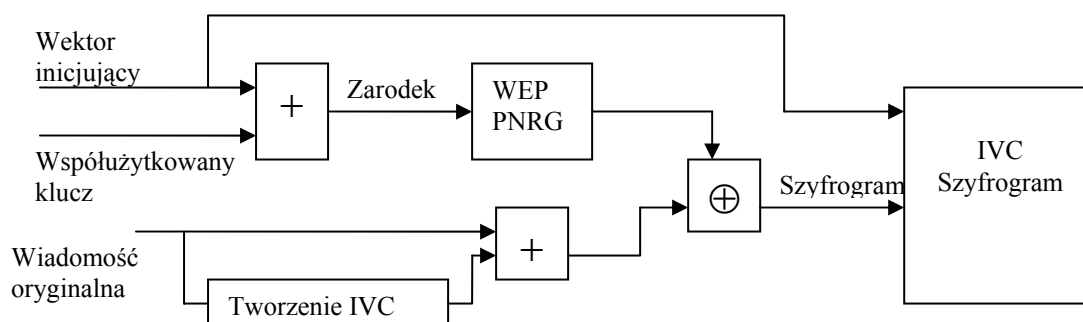 Wektor
inicjujący
+
Zarodek
WEP
PNRG
Współużytkowany
klucz
IVC
Szyfrogram
Szyfrogram
⊕
Wiadomość
oryginalna
+
Tworzenie IVC